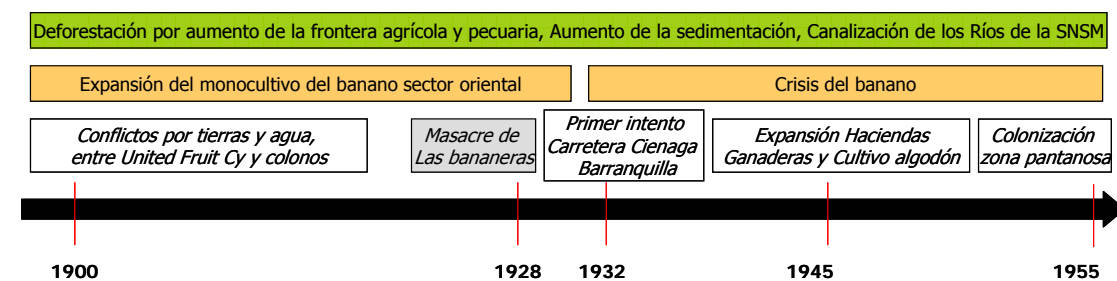 Deforestación por aumento de la frontera agrícola y pecuaria, Aumento de la sedimentación, Canalización de los Ríos de la SNSM
Expansión del monocultivo del banano sector oriental
Crisis del banano
Conflictos por tierras y agua,
entre United Fruit Cy y colonos
Masacre de
Las bananeras
Primer intento
Carretera Cienaga
Barranquilla
Expansión Haciendas
Ganaderas y Cultivo algodón
Colonización
zona pantanosa
1900
1928
1932
1945
1955